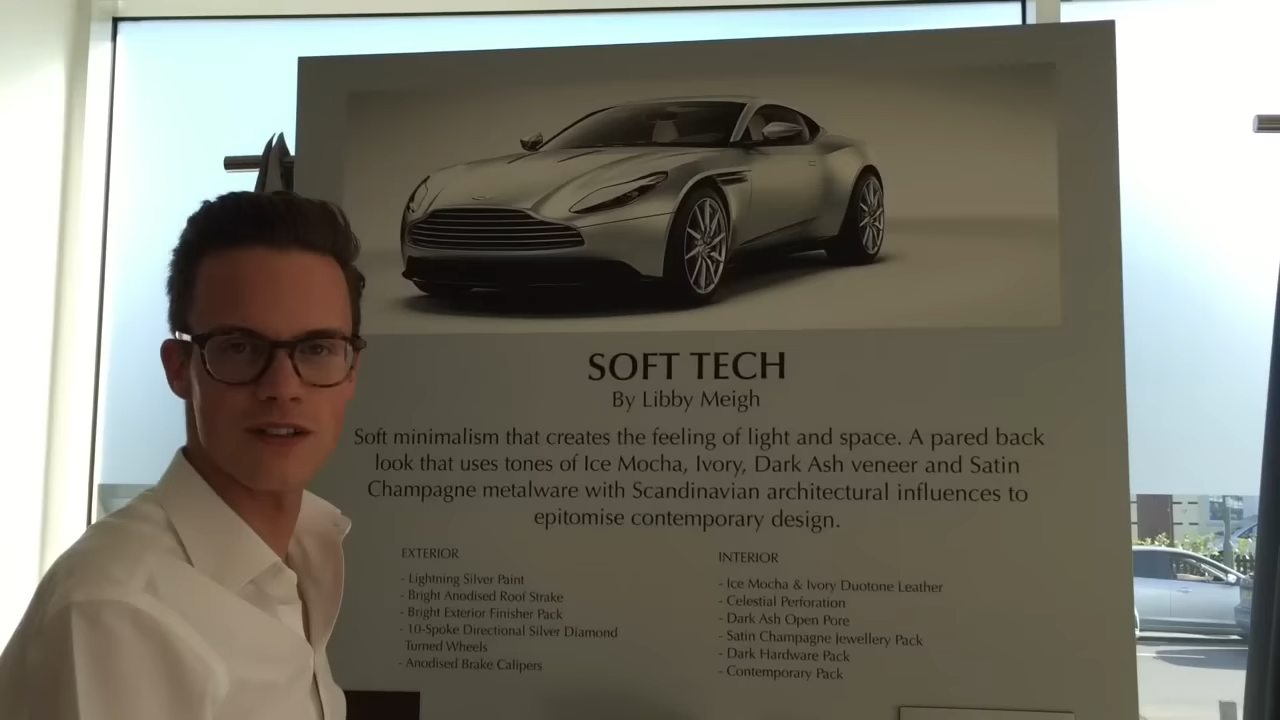 SOFT TECH
By Libby Meigh
Soft minimalism that creates the feeling of light and space. A pared back
look that uses tones of Ice Mocha, Ivory, Dark Ash veneer and Satin
Champagne metalware with Scandinavian architectural influences to
epitomise contemporary design.
EXTERIOR
- Lightning Silver Paint
- Bright Anodised Roof Strake
- Bright Exterior Finisher Pack
- 10-Spoke Directional Silver Diamond
Turned Wheels
- Anodised Brake Calipers
INTERIOR
- Ice Mocha & Ivory Duotone Leather
- Celestial Perforation
- Dark Ash Open Pore
- Satin Champagne Jewellery Pack
- Dark Hardware Pack
- Contemporary Pack